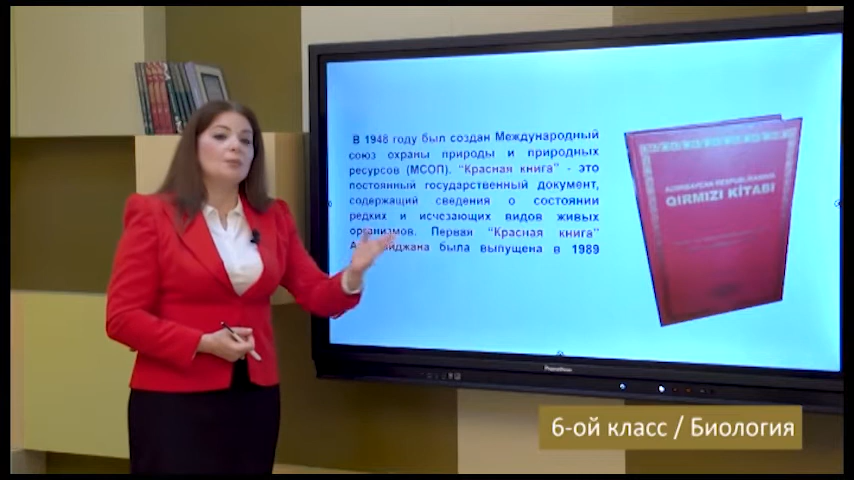 В 1948 году был создан Международный
союз охраны природы и природных
ресурсов (МСОП). "Красная книга" - это
постоянный государственный документ,
содержащий сведения о состоянии
редких и исчезающих видов живых
организмов. Первая "Красная книга"
была выпущена в 1989
AZƏRBAYCAN RESPUBLİKASININ
QIRMIZI KİTABI
6-ой класс / Биология